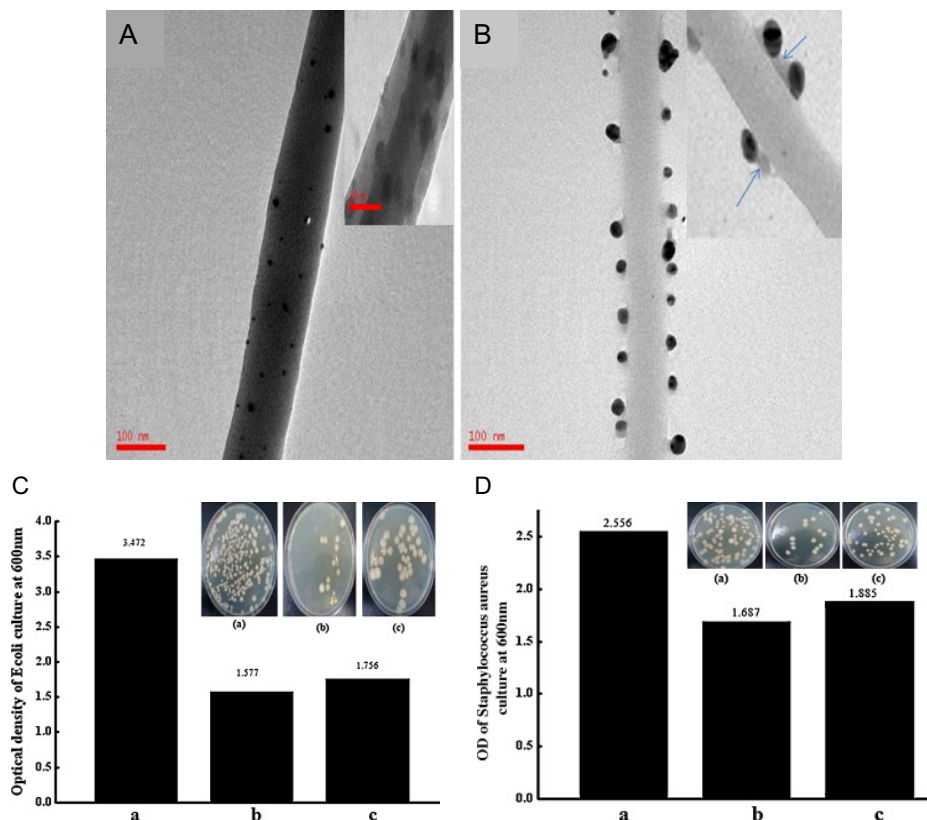 A
B
100 nm
100 nm
C
D
Optical density of Ecoli culture at 600nm
4.0
3.5
3.0
2.5
2.0
1.5
1.0
0.5
0.0
3.472
1.577
1.756
(a)
(b)
(c)
a
b
c
OD of Staphylococcus aureus
culture at 600nm
2.5
2.0
1.5
1.0
0.5
0.0
2.556
1.687
1.885
(a)
(b)
(c)
a
b
c